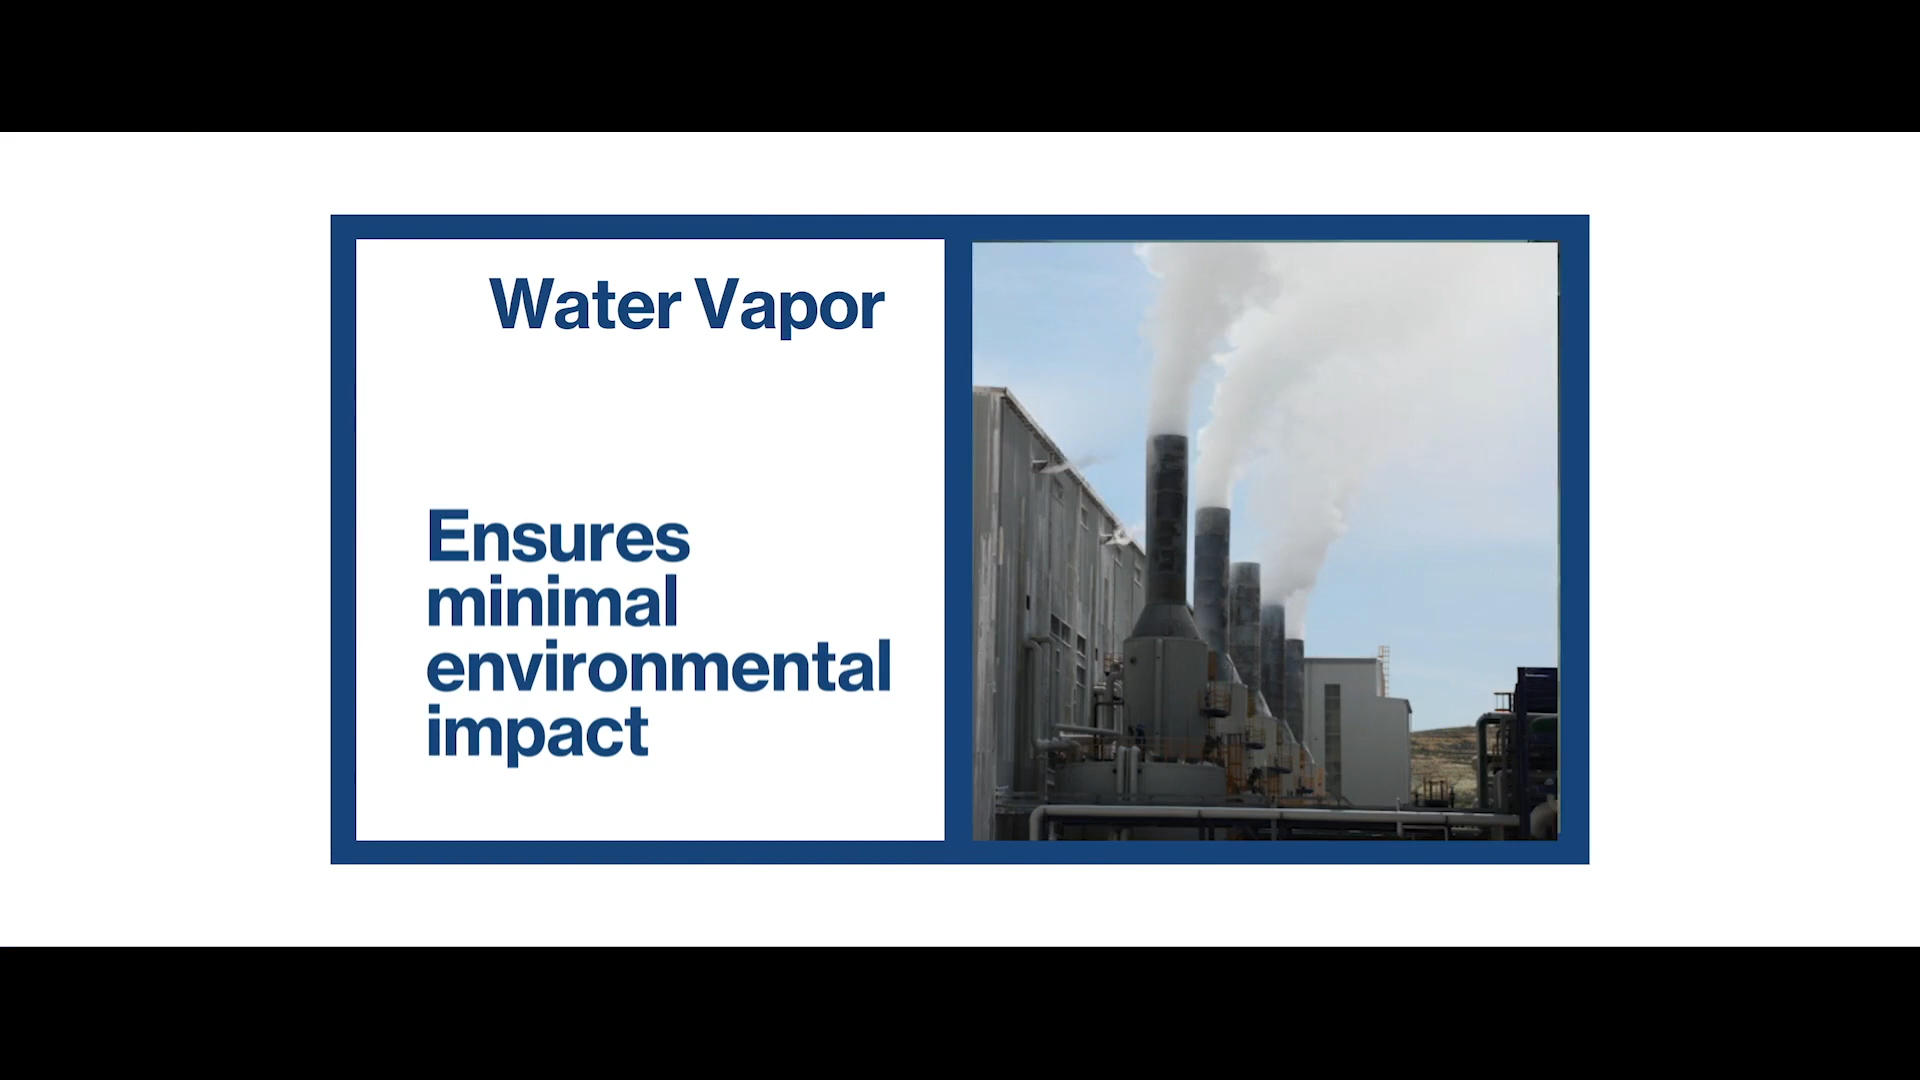 Water Vapor
Ensures
minimal
environmental
impact